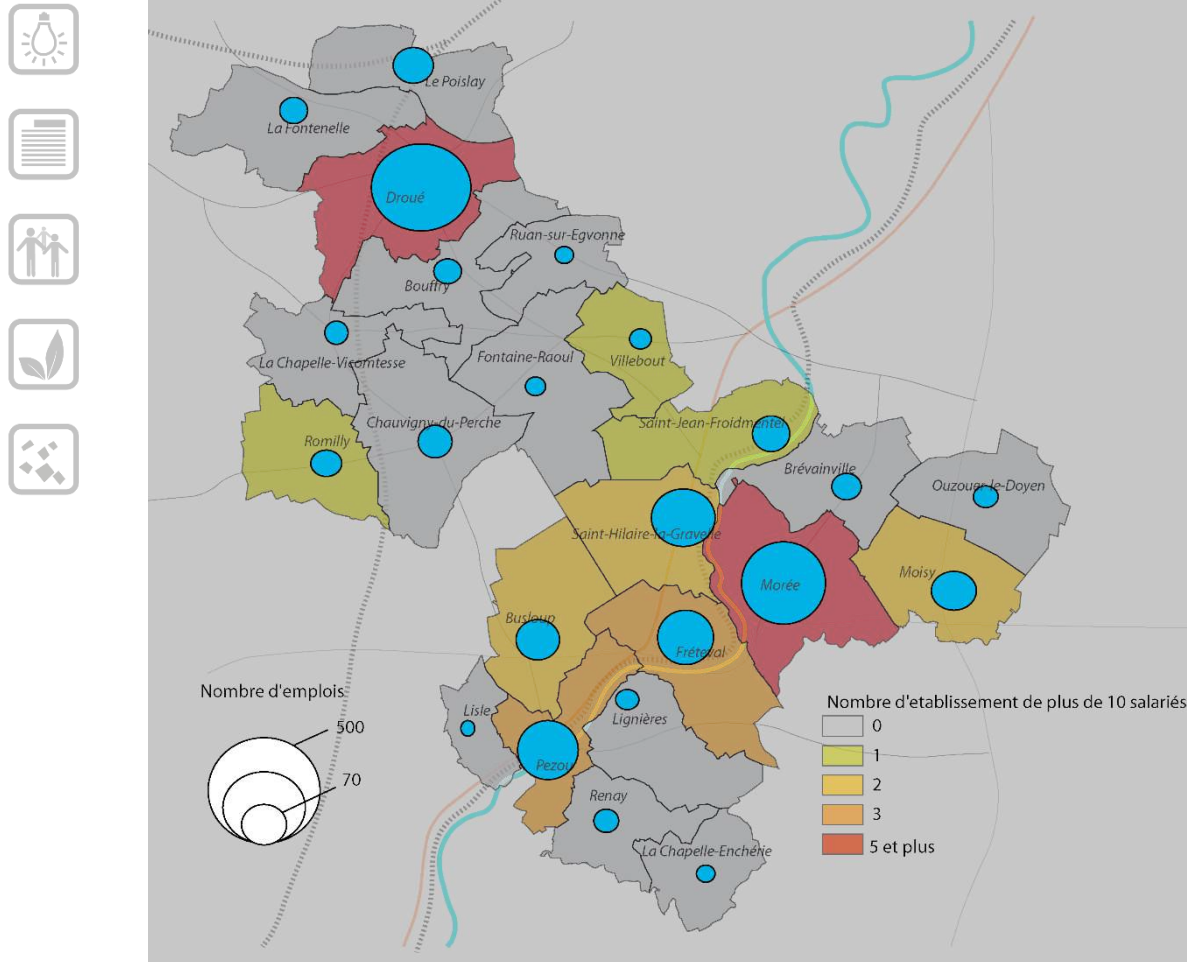 Le Poislay
La Fontenelle
Droué
Ruan-sur-Egvonne
Bouffry
La Chapelle-Vicomtesse
Fontaine-Raoul
Villebout
Chauvigny-du-Perche
Saint-Jean-Froidmentel
Romilly
Brévainville
Ouzouer-le-Doyen
Saint-Hilaire-la-Gravelle
Morée
Moisy
Busloup
Fréteval
Lisle
Lignières
Pezou
Renay
La Chapelle-Enchérie
Nombre d'emplois
500
70
Nombre d'etablissement de plus de 10 salariés
0
1
2
3
5 et plus